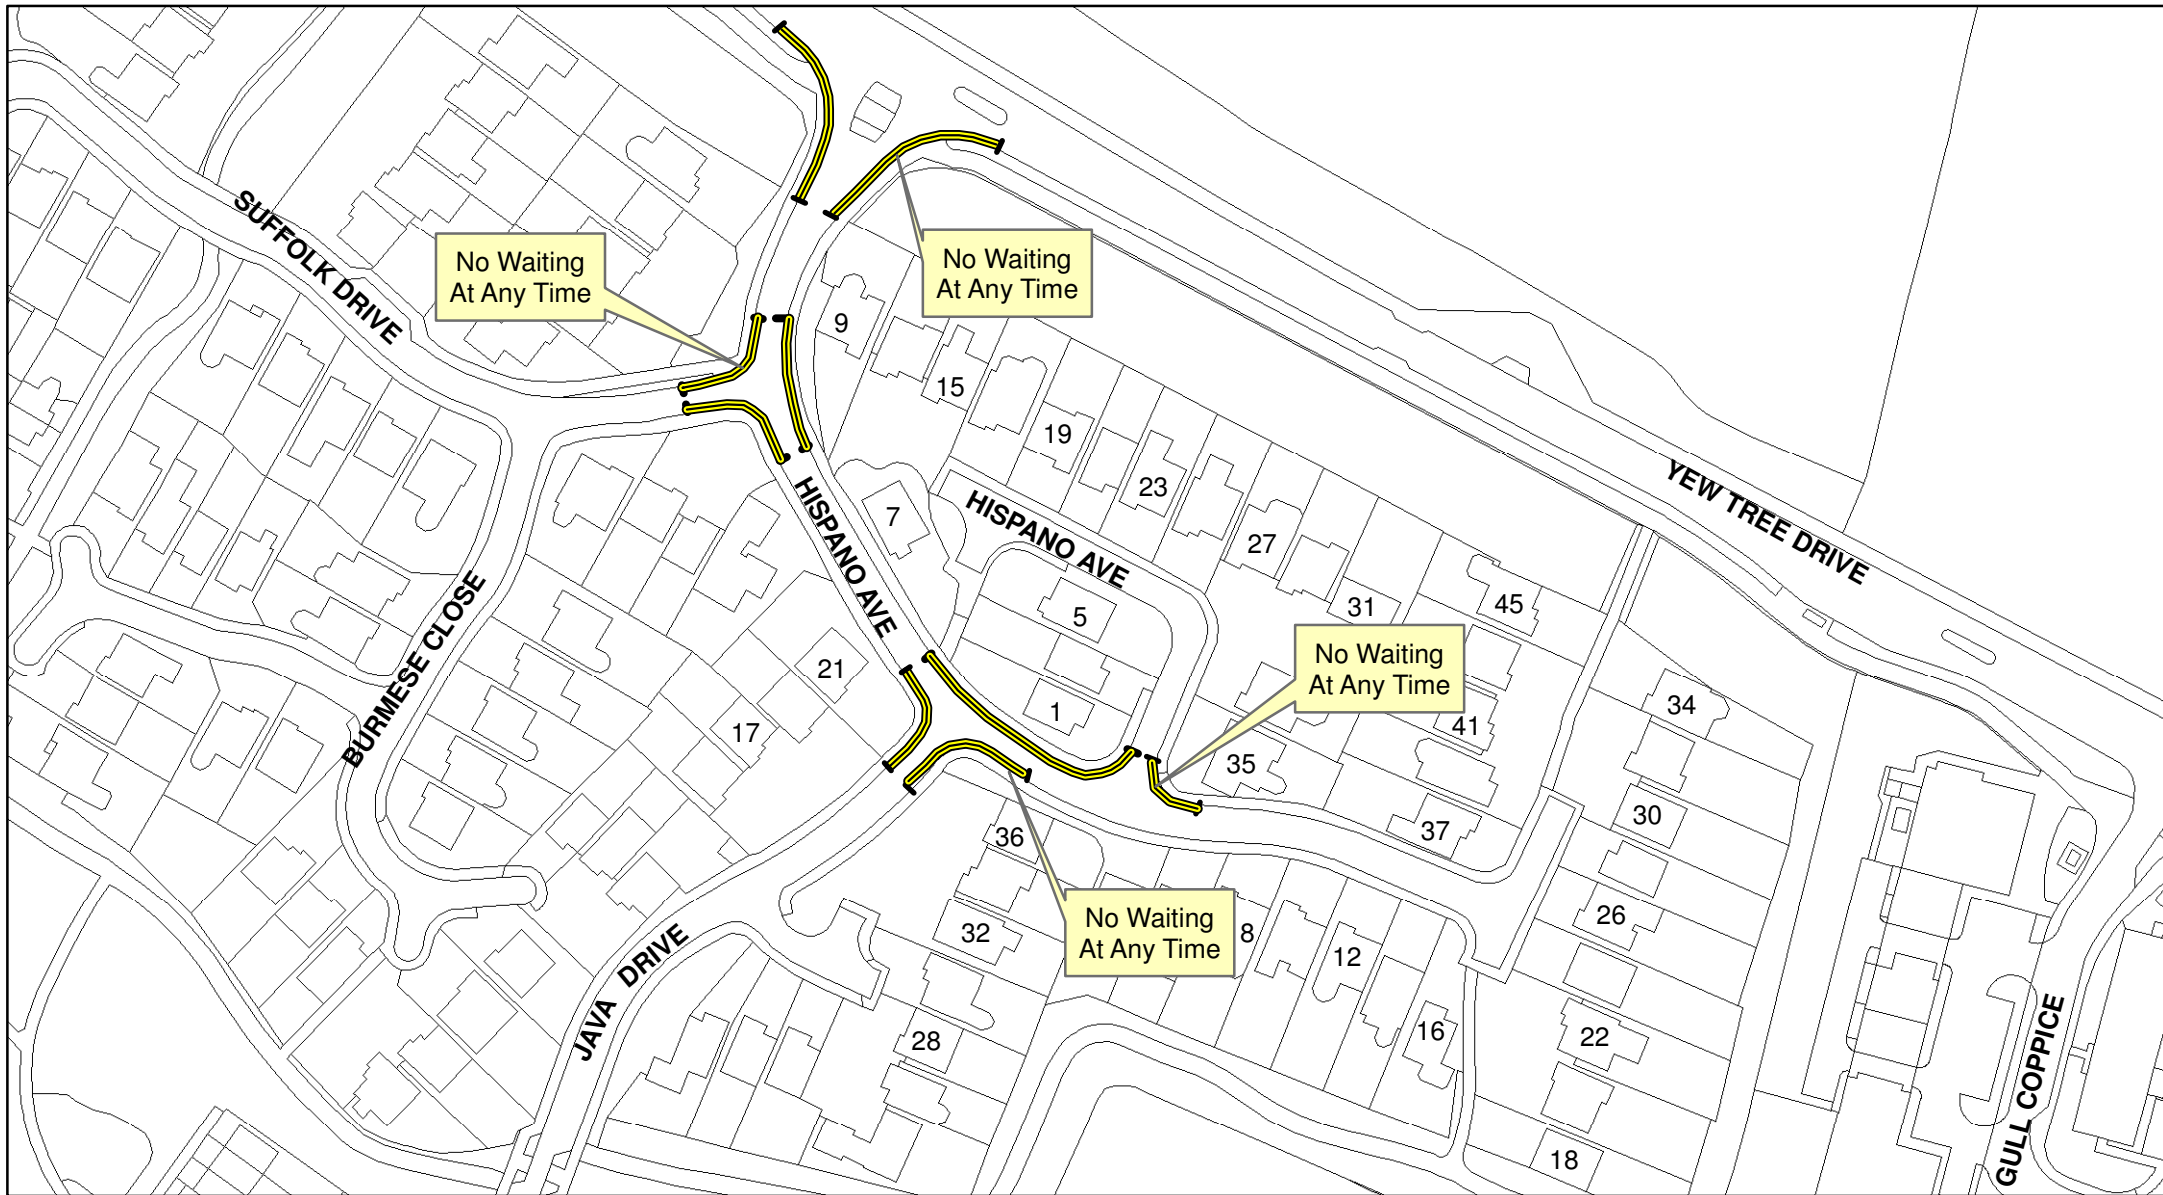 SUFFOLK DRIVE
No Waiting
At Any Time
No Waiting
At Any Time
9
15
19
23
27
31
45
7
HISPANO AVE
HISPANO AVE
YEW TREE DRIVE
5
1
21
17
BURMESE CLOSE
No Waiting
At Any Time
41
35
37
34
30
26
22
18
36
32
28
No Waiting
At Any Time
8
12
16
JAVA DRIVE
GULL COPPICE